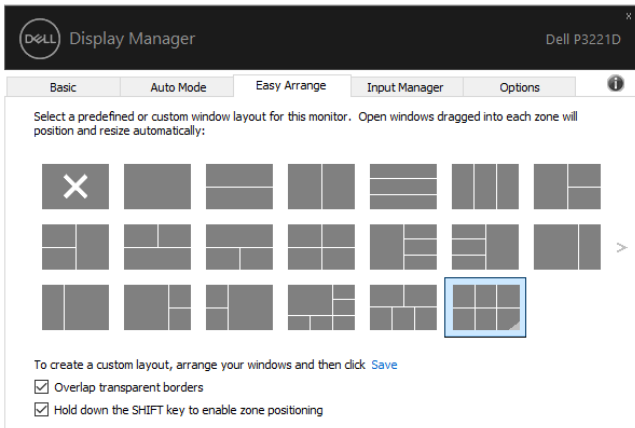 DELL Display Manager
x
Dell P3221D
Basic Auto Mode Easy Arrange Input Manager Options
Select a predefined or custom window layout for this monitor. Open windows dragged into each zone will
position and resize automatically:
To create a custom layout, arrange your windows and then click Save
Overlap transparent borders
Hold down the SHIFT key to enable zone positioning